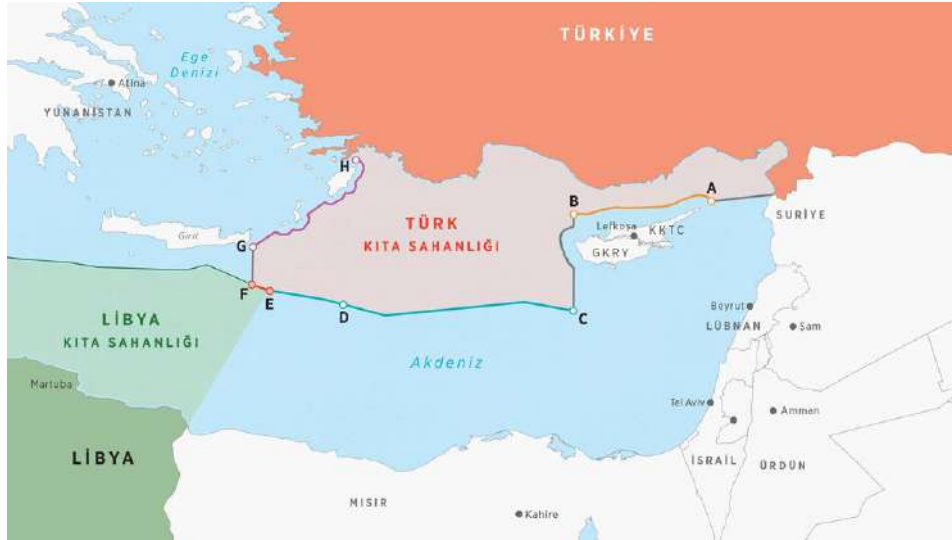 TÜRKİYE
Ege
Denizi
Atina
YUNANİSTAN
H
A
B
SURİYE
Lefkoşa
KKTC
GKRY
TÜRK
KITA SAHANLIĞI
Girit
G
F
E
D
C
LİBYA
KITA SAHANLIĞI
Beyrut
LÜBNAN
Şam
Akdeniz
Martuba
Tel Aviv
Amman
LİBYA
İSRAİL
ÜRDÜN
MISIR
Kahire